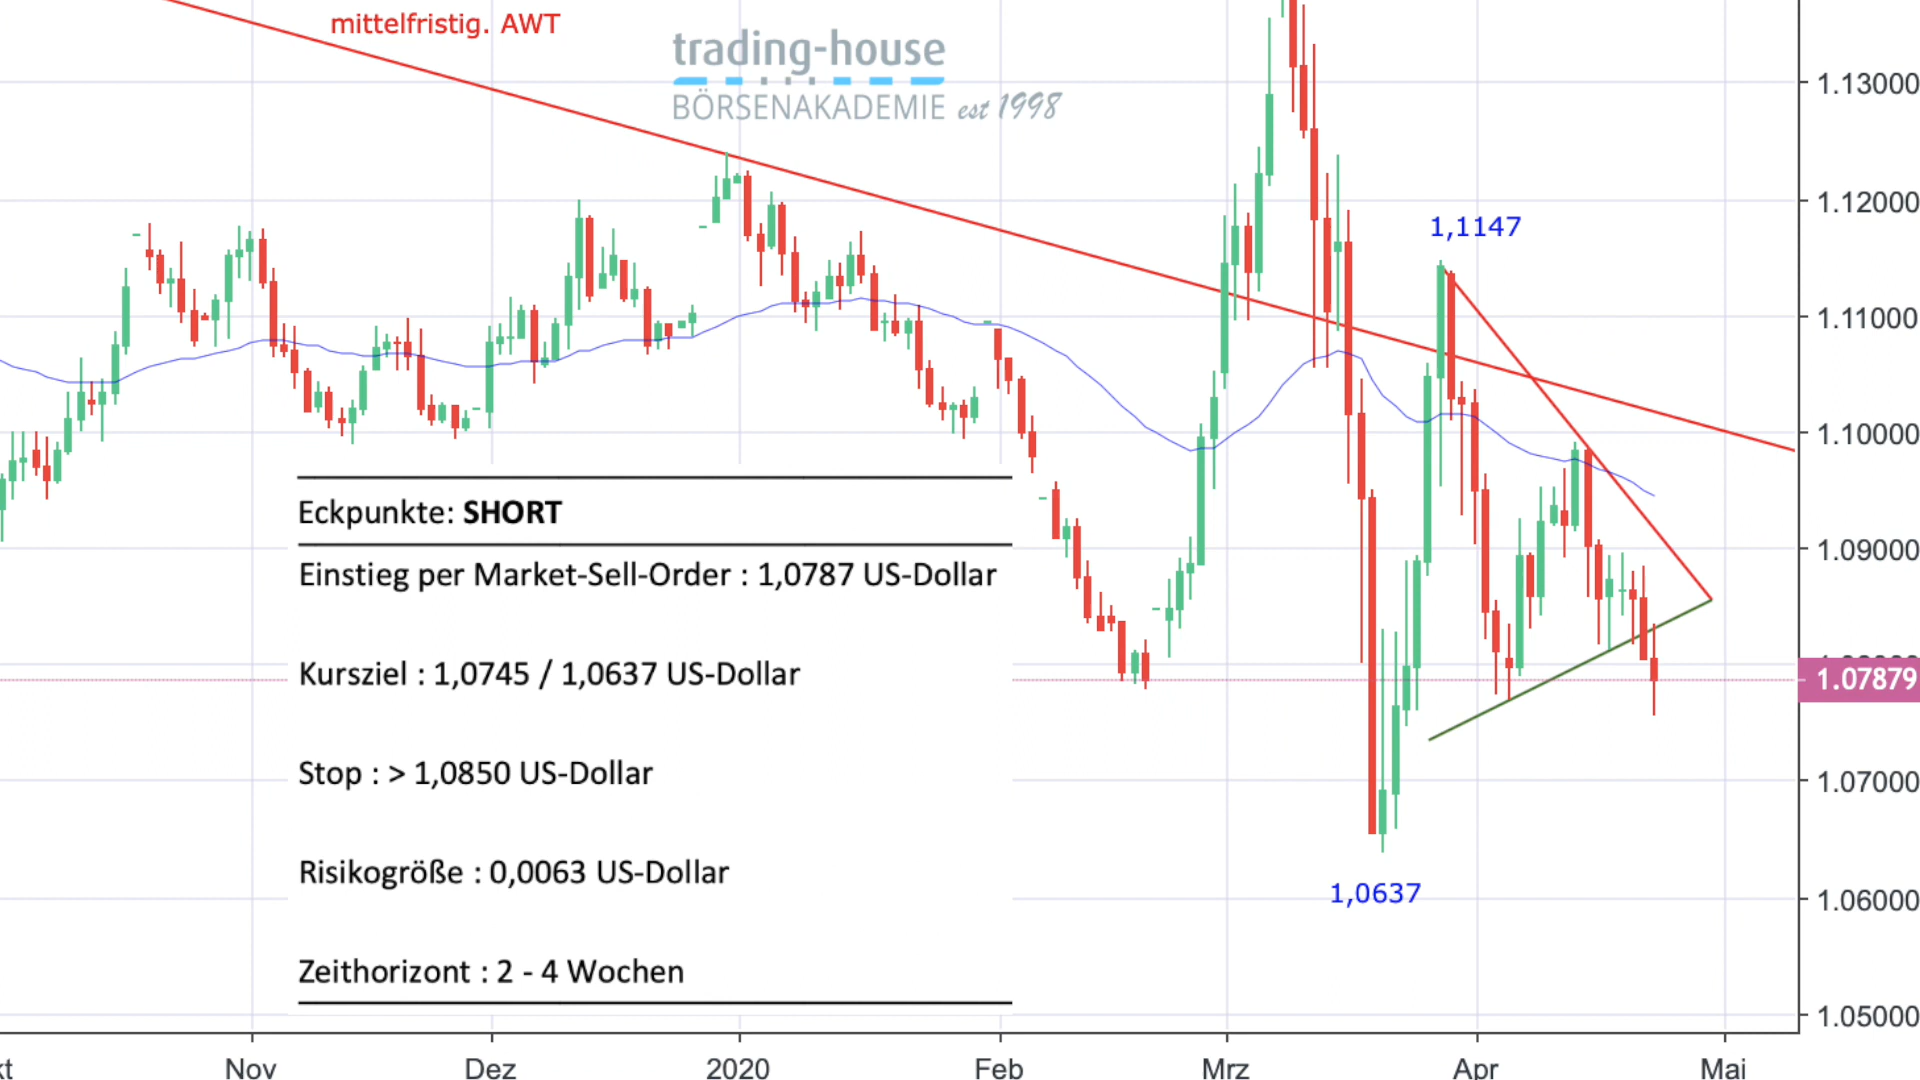 mittelfristig. AWT
trading-house
BÖRSENAKADEMIE est 1998
1.13000
1.12000
1,1147
1.11000
1.10000
Eckpunkte: SHORT
1.09000
Einstieg per Market-Sell-Order : 1,0787 US-Dollar
Kursziel : 1,0745 / 1,0637 US-Dollar
1.07879
Stop : > 1,0850 US-Dollar
1.07000
Risikogröße : 0,0063 US-Dollar
1,0637
1.06000
Zeithorizont : 2 - 4 Wochen
1.05000
kt Nov Dez 2020 Feb Mrz Apr Mai